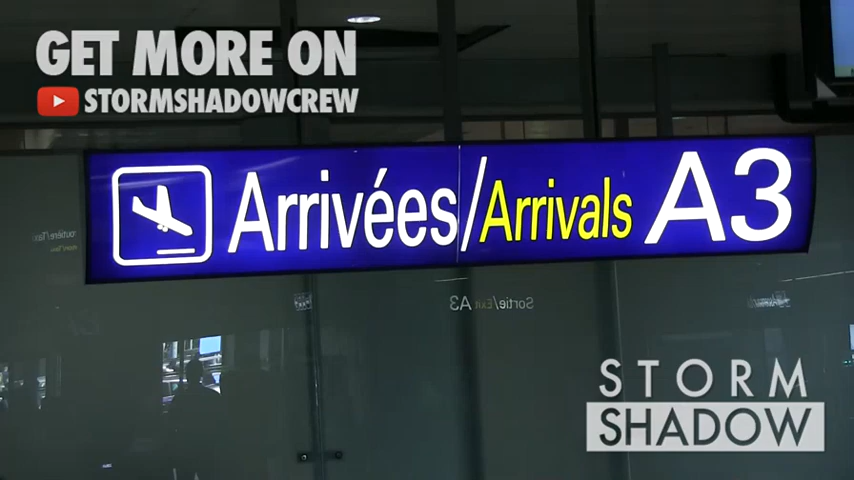 GET MORE ON
STORMSHADOWCREW
Arrivées/Arrivals A3
Sortie/Exit A3
STORM
SHADOW